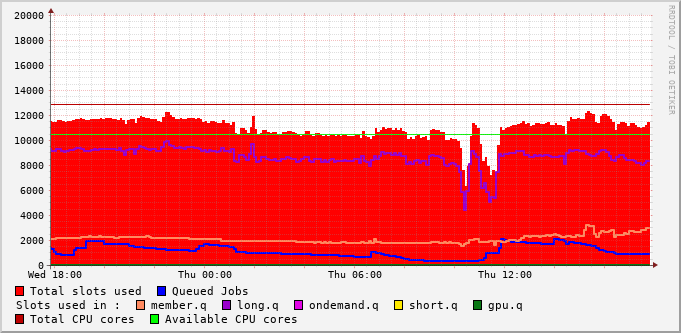 RRDTOOL / TOBI OETIKER
20000
18000
16000
14000
12000
10000
8000
6000
4000
2000
0
Wed 18:00 Thu 00:00 Thu 06:00 Thu 12:00
Total slots used Queued Jobs
Slots used in : member.q long.q ondemand.q short.q gpu.q
Total CPU cores Available CPU cores